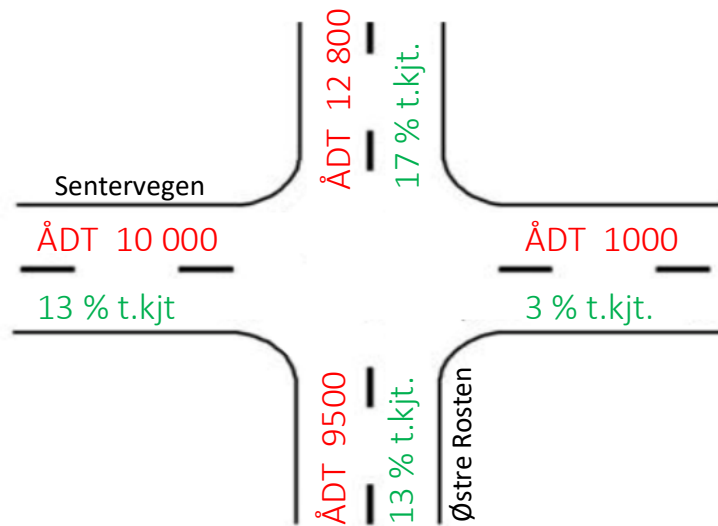 ÅDT 12 800
17 % t.kjt.
Sentervegen
ÅDT 10 000
13 % t.kjt
ÅDT 1000
3 % t.kjt.
ÅDT 9500
13 % t.kjt.
Østre Rosten